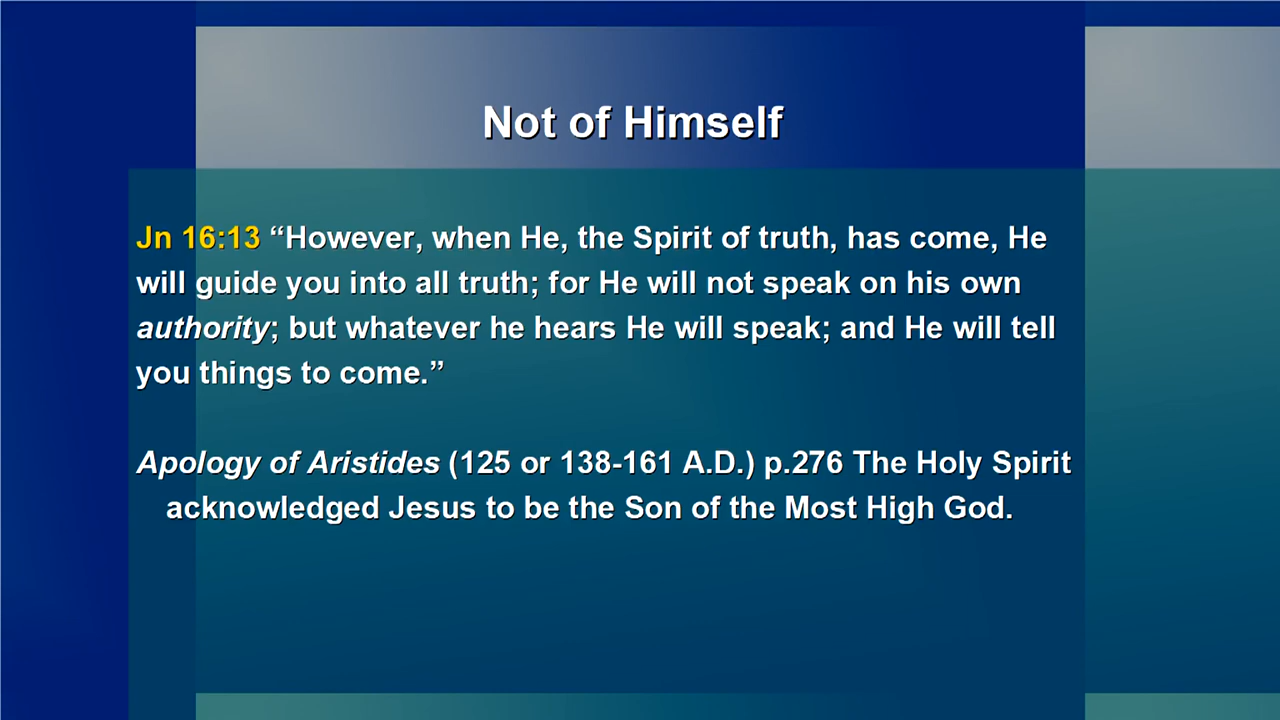 Not of Himself
Jn 16:13 “However, when He, the Spirit of truth, has come, He
will guide you into all truth; for He will not speak on his own
authority; but whatever he hears He will speak; and He will tell
you things to come.”
Apology of Aristides (125 or 138-161 A.D.) p.276 The Holy Spirit
acknowledged Jesus to be the Son of the Most High God.